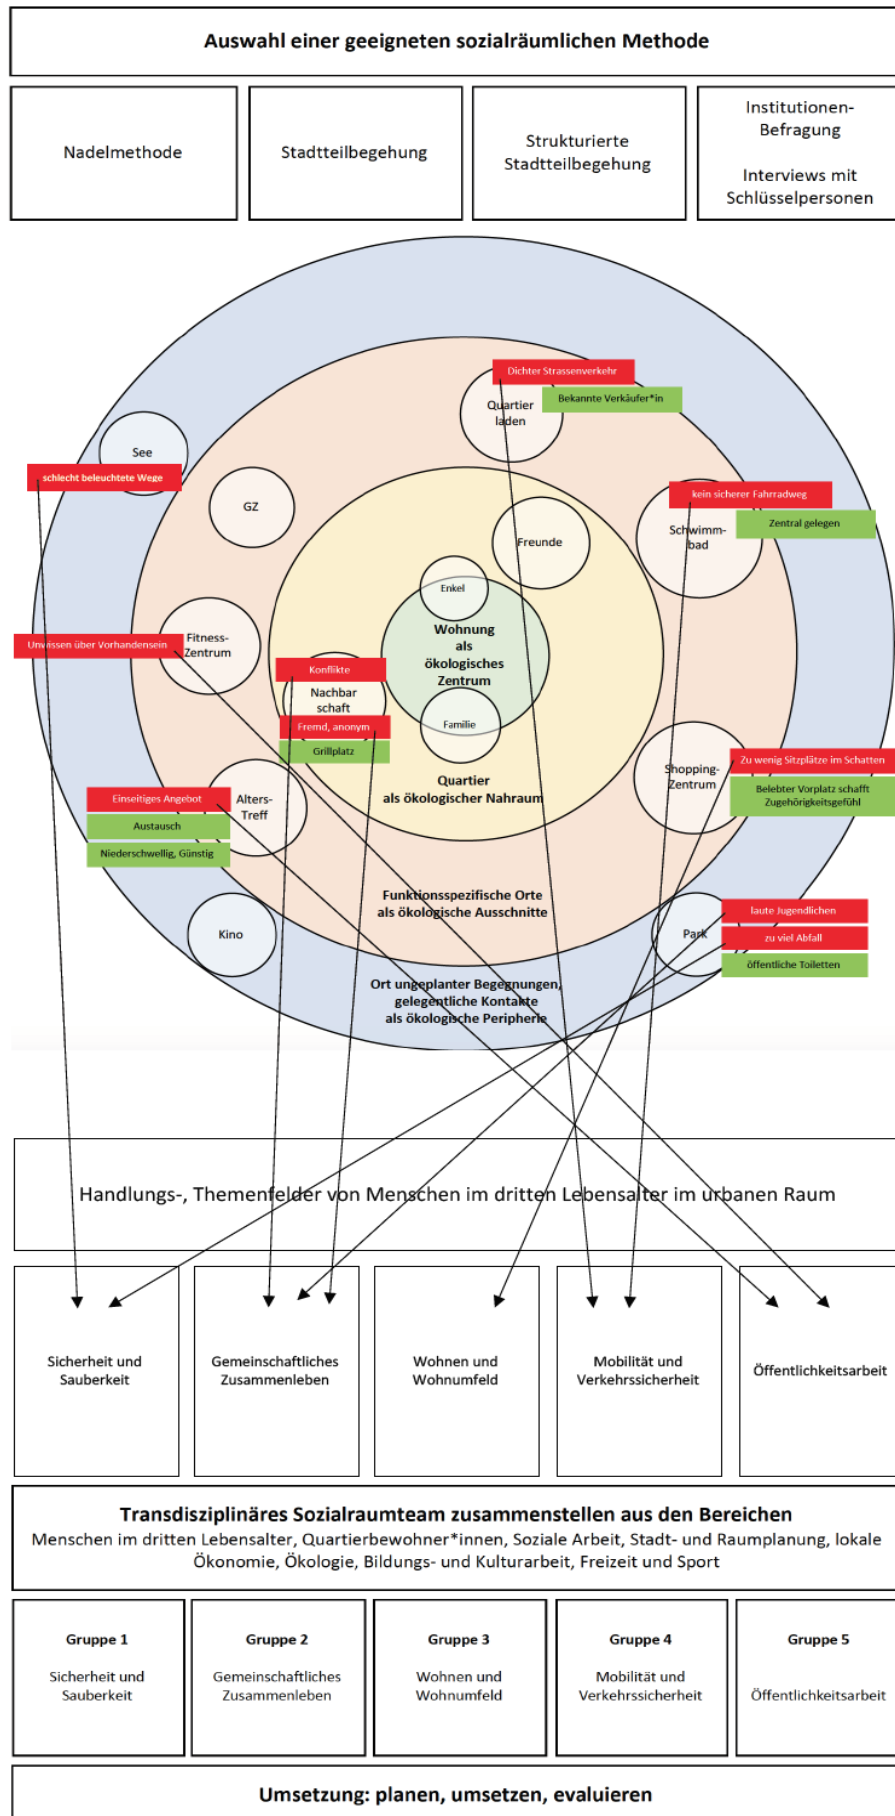 Auswahl einer geeigneten sozialräumlichen Methode
Nadelmethode
Stadtteilbegehung
Strukturierte
Stadtteilbegehung
Institutionen-
Befragung
Interviews mit
Schlüsselpersonen
Dichter Strassenverkehr
Bekannte Verkäufer*in
Quartier
laden
See
schlecht beleuchtete Wege
GZ
kein sicherer Fahrradweg
Zentral gelegen
Schwimm-
bad
Freunde
Enkel
Wohnung
als
ökologisches
Zentrum
Unwissen über Vorhandensein
Fitness-
Zentrum
Konflikte
Nachbar
schaft
Fremd, anonym
Grillplatz
Familie
Quartier
als ökologischer Nahraum
Shopping-
Zentrum
Zu wenig Sitzplätze im Schatten
Belebter Vorplatz schafft
Zugehörigkeitsgefühl
Einseitiges Angebot
Austausch
Niederschwellig, Günstig
Alters-
Treff
Funktionsspezifische Orte
als ökologische Ausschnitte
Kino
Park
laute Jugendlichen
zu viel Abfall
öffentliche Toiletten
Ort ungeplanter Begegnungen,
gelegentliche Kontakte
als ökologische Peripherie
Handlungs-, Themenfelder von Menschen im dritten Lebensalter im urbanen Raum
Sicherheit und
Sauberkeit
Gemeinschaftliches
Zusammenleben
Wohnen und
Wohnumfeld
Mobilität und
Verkehrssicherheit
Öffentlichkeitsarbeit
Transdisziplinäres Sozialraumteam zusammenstellen aus den Bereichen
Menschen im dritten Lebensalter, Quartierbewohner*innen, Soziale Arbeit, Stadt- und Raumplanung, lokale
Ökonomie, Ökologie, Bildungs- und Kulturarbeit, Freizeit und Sport
Gruppe 1
Sicherheit und
Sauberkeit
Gruppe 2
Gemeinschaftliches
Zusammenleben
Gruppe 3
Wohnen und
Wohnumfeld
Gruppe 4
Mobilität und
Verkehrssicherheit
Gruppe 5
Öffentlichkeitsarbeit
Umsetzung: planen, umsetzen, evaluieren